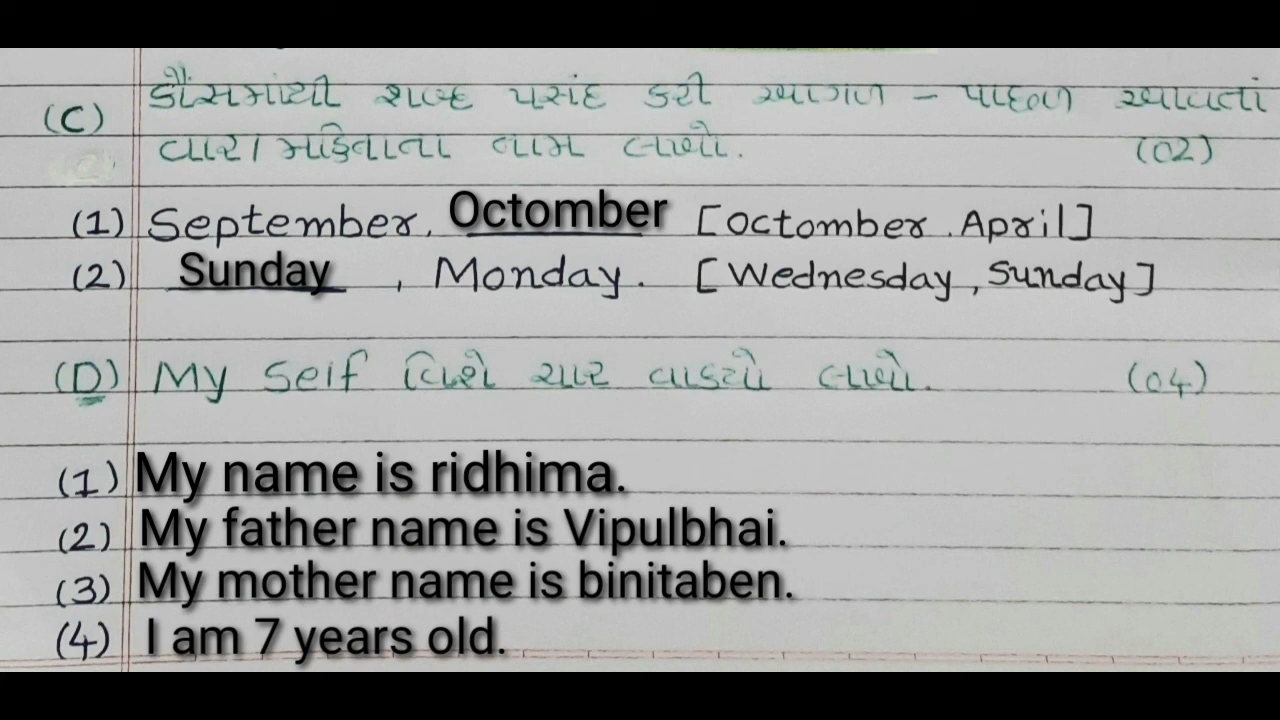 (C) કૌંસમાંથી શબ્દ પસંદ કરી આગળ - પાછળ આવતાં
વાર/મહિનાના નામ લખો. (02)
(1) September, Octomber [octomber . April]
(2) Sunday , Monday. [Wednesday, Sunday]
(D) My Self વિશે ચાર વાક્યો લખો. (04)
(1) My name is ridhima.
(2) My father name is Vipulbhai.
(3) My mother name is binitaben.
(4) I am 7 years old.